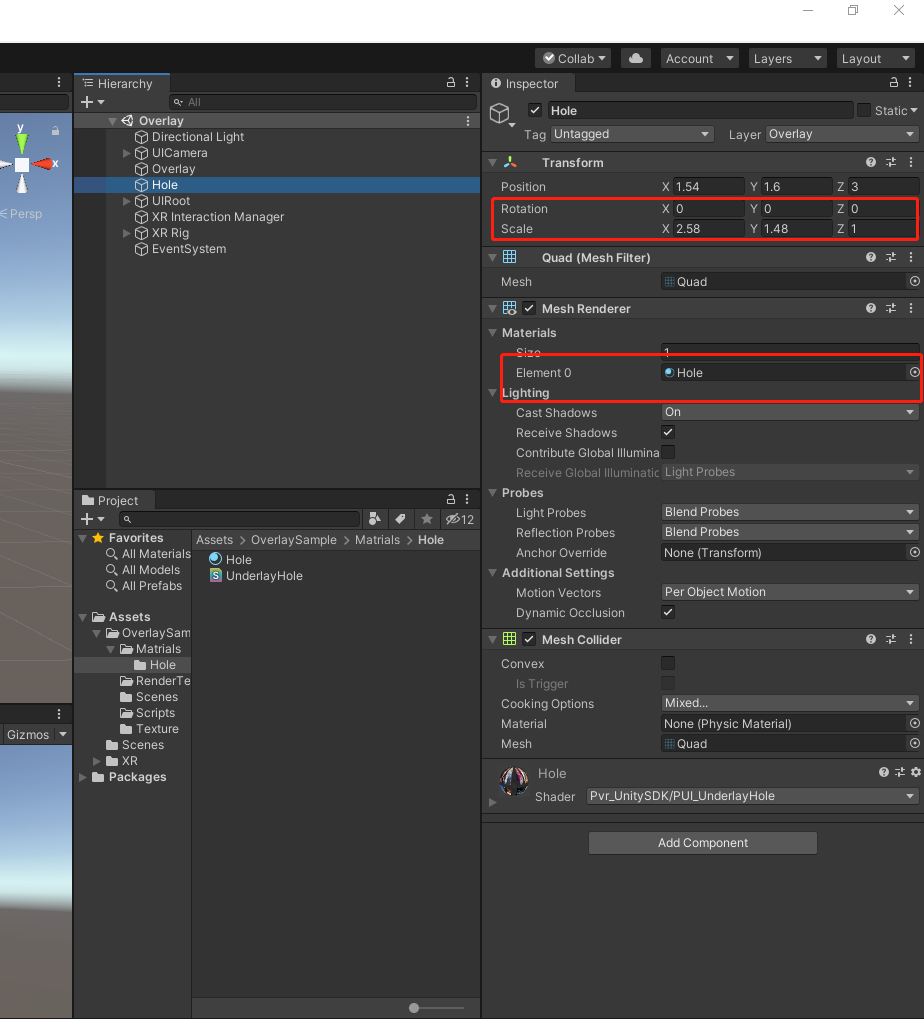 Collab
Account
Layers
Layout
Hierarchy
All
Overlay
Directional Light
UICamera
Overlay
Hole
UIRoot
XR Interaction Manager
XR Rig
EventSystem
y
x
Persp
Gizmos
Project
12
Favorites
All Materials
All Models
All Prefabs
Assets
OverlaySam
Matrials
Hole
RenderTe
Scenes
Scripts
Texture
Scenes
XR
Packages
Assets > OverlaySample > Matrials > Hole
Hole
UnderlayHole
Inspector
Hole Static
Tag Untagged Layer Overlay
Transform
Position X 1.54 Y 1.6 Z 3
Rotation X 0 Y 0 Z 0
Scale X 2.58 Y 1.48 Z 1
Quad (Mesh Filter)
Mesh Quad
Mesh Renderer
Materials
Size 1
Element 0 Hole
Lighting
Cast Shadows On
Receive Shadows
Contribute Global Illumina
Receive Global Illuminatic Light Probes
Probes
Light Probes Blend Probes
Reflection Probes Blend Probes
Anchor Override None (Transform)
Additional Settings
Motion Vectors Per Object Motion
Dynamic Occlusion
Mesh Collider
Convex
Is Trigger
Cooking Options Mixed...
Material None (Physic Material)
Mesh Quad
Hole
Shader Pvr_UnitySDK/PUI_UnderlayHole
Add Component